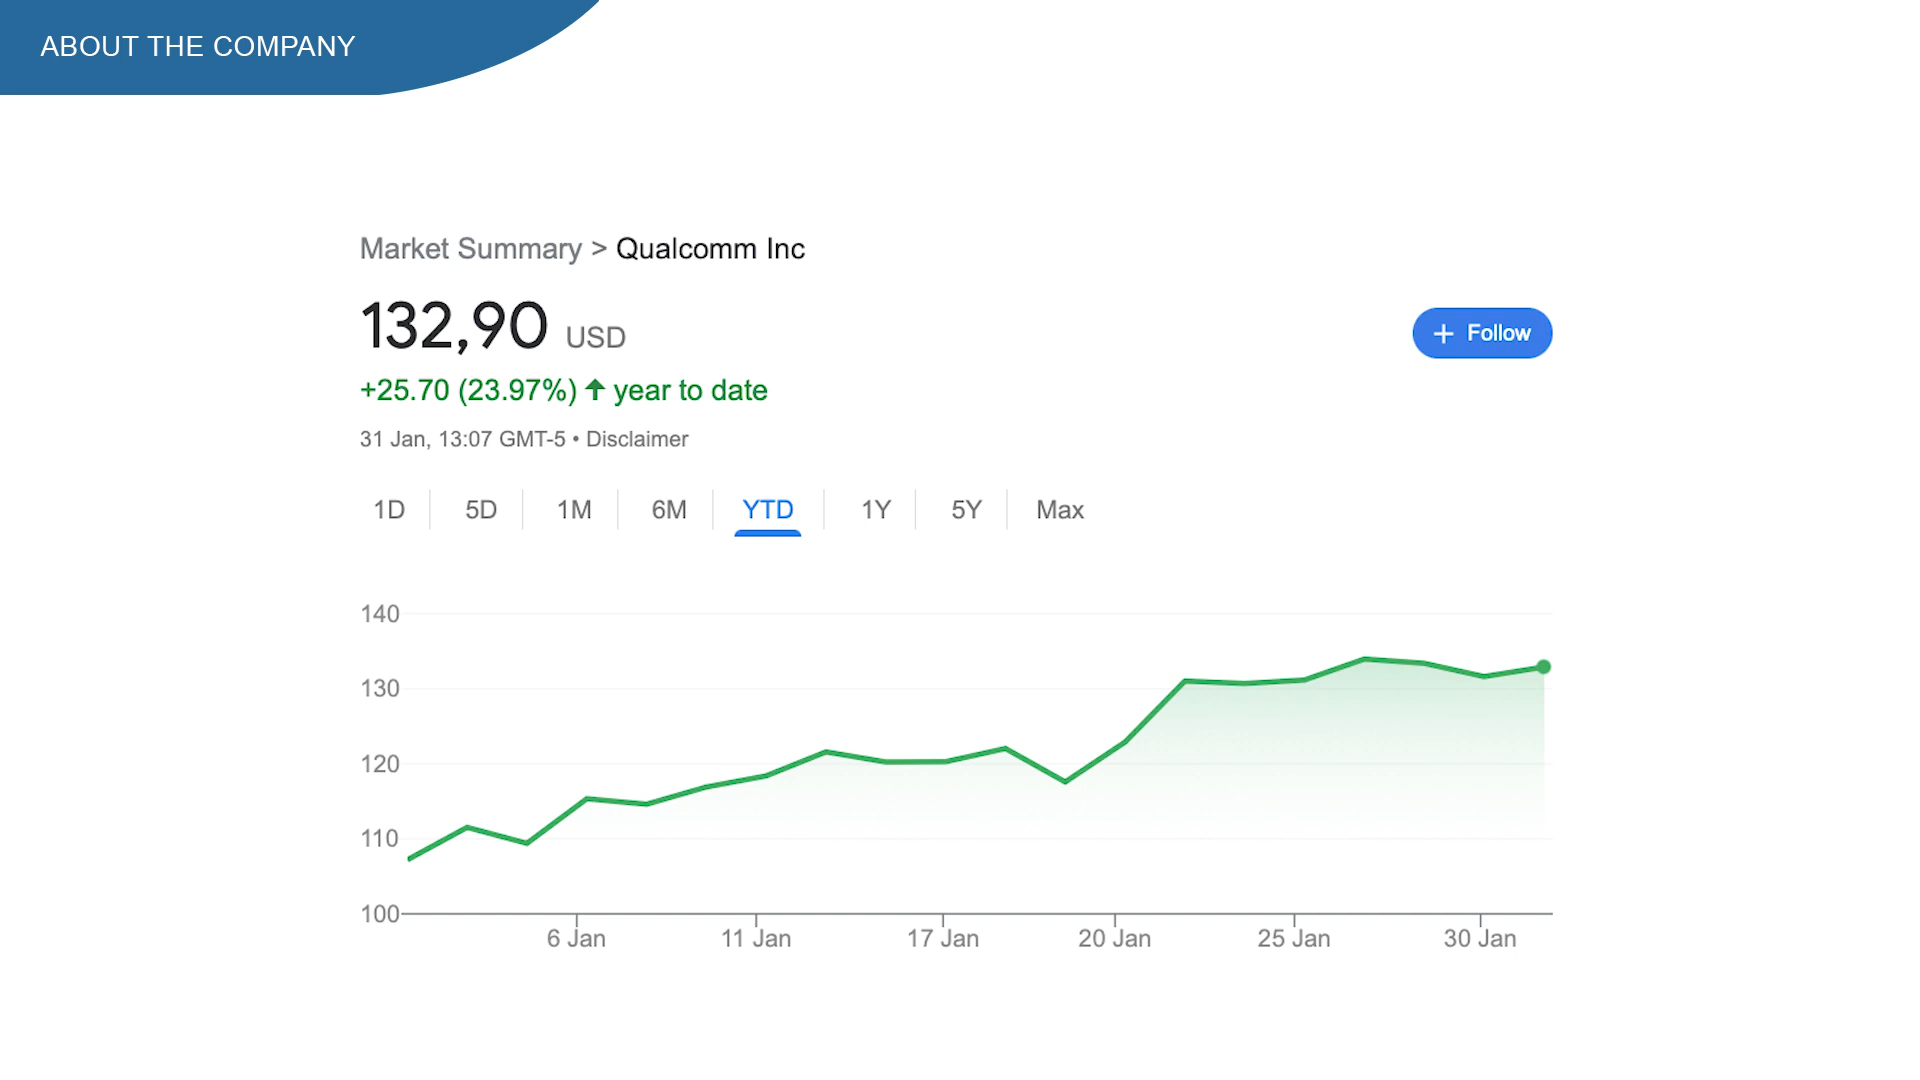 ABOUT THE COMPANY
Market Summary > Qualcomm Inc
132,90 USD
+ Follow
+25.70 (23.97%) ↑ year to date
31 Jan, 13:07 GMT-5 • Disclaimer
1D 5D 1M 6M YTD 1Y 5Y Max
140
130
120
110
100
6 Jan 11 Jan 17 Jan 20 Jan 25 Jan 30 Jan